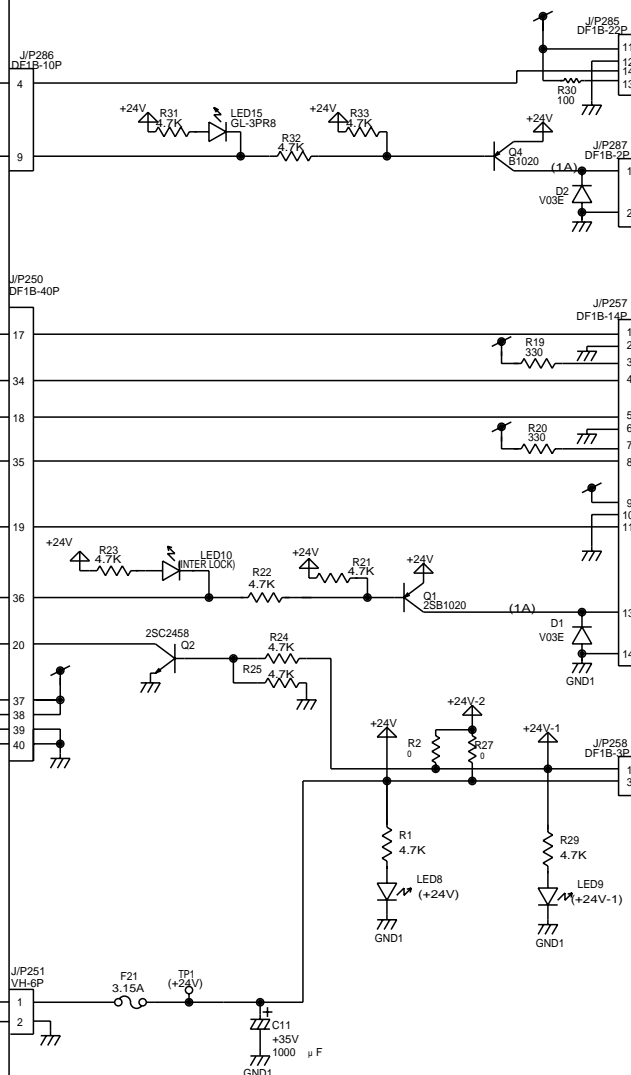 J/P285
DF1B-22P
11
12
14
13
R30
100
J/P286
DF1B-10P
4
9
+24V
R31
4.7K
LED15
GL-3PR8
R32
4.7K
+24V
R33
4.7K
+24V
Q4
B1020
(1A)
D2
V03E
J/P287
DF1B-2P
1
2
J/P250
DF1B-40P
17
34
18
35
19
36
20
37
38
39
40
J/P257
DF1B-14P
1
2
3
4
5
6
7
8
9
10
11
13
14
R19
330
R20
330
+24V
R23
4.7K
LED10
(INTER LOCK)
R22
4.7K
+24V
R21
4.7K
+24V
Q1
2SB1020
(1A)
D1
V03E
GND1
2SC2458
Q2
R24
4.7K
R25
4.7K
+24V
R2
0
+24V-2
R27
0
+24V-1
J/P258
DF1B-3P
1
3
R1
4.7K
LED8
(+24V)
GND1
R29
4.7K
LED9
(+24V-1)
GND1
J/P251
VH-6P
1
2
F21
3.15A
TP1
(+24V)
+
C11
+35V
1000 μF
GND1